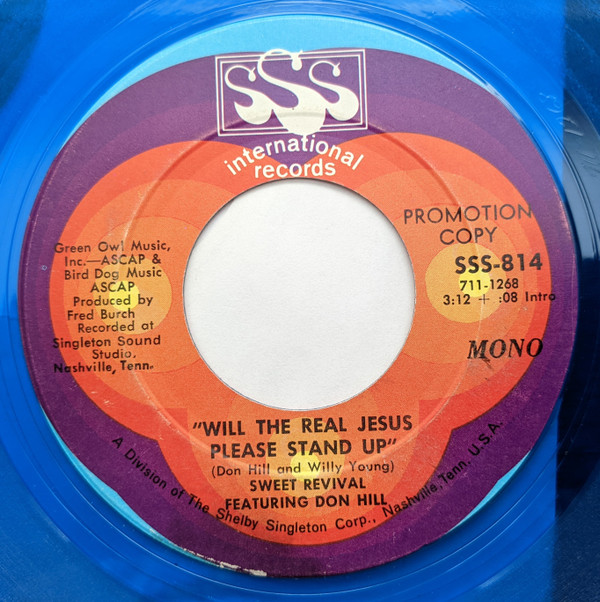 SSS
international
records
PROMOTION
COPY
SSS-814
711-1268
3:12 + :08 Intro
MONO
Green Owl Music,
Inc.—ASCAP &
Bird Dog Music
ASCAP
Produced by
Fred Burch
Recorded at
Singleton Sound
Studio.
Nashville, Tenn.
"WILL THE REAL JESUS
PLEASE STAND UP"
(Don Hill and Willy Young)
SWEET REVIVAL
FEATURING DON HILL
A Division of The Shelby Singleton Corp., Nashville, Tenn. U.S.A.